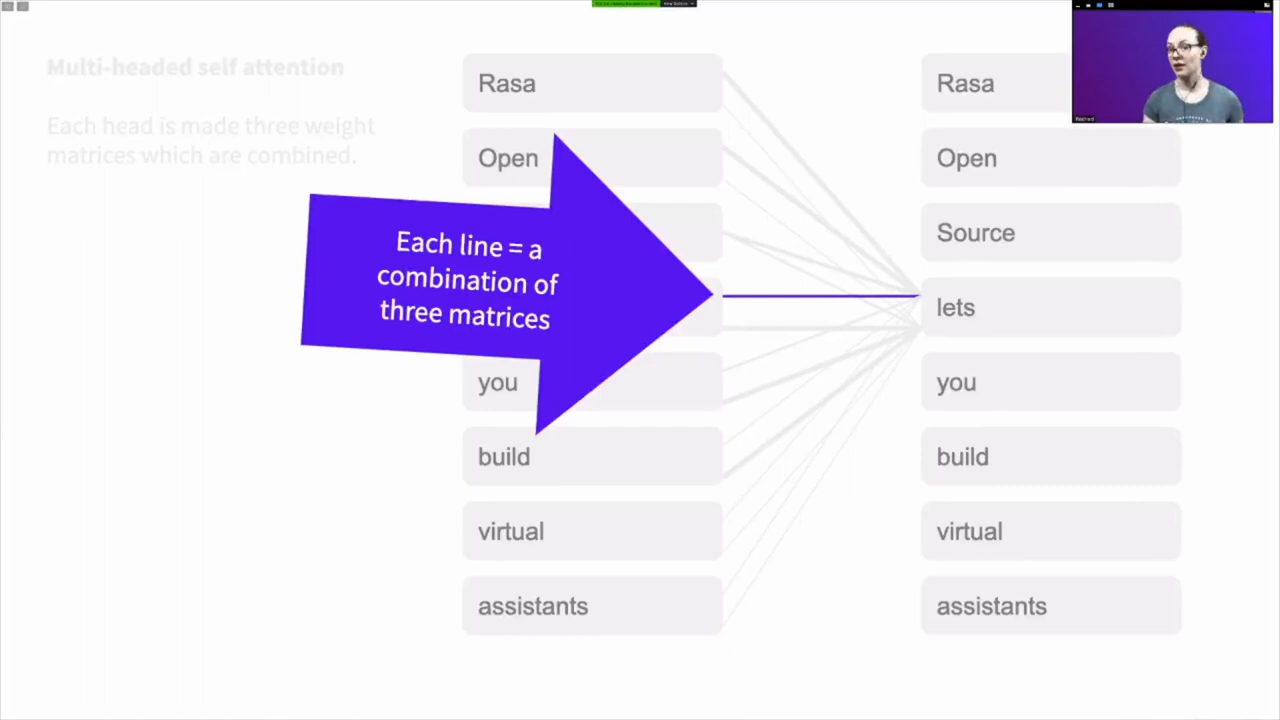 Multi-headed self attention
Each head is made three weight
matrices which are combined.
Rasa
Open
Each line = a
combination of
three matrices
you
build
virtual
assistants
Rasa
Open
Source
lets
you
build
virtual
assistants